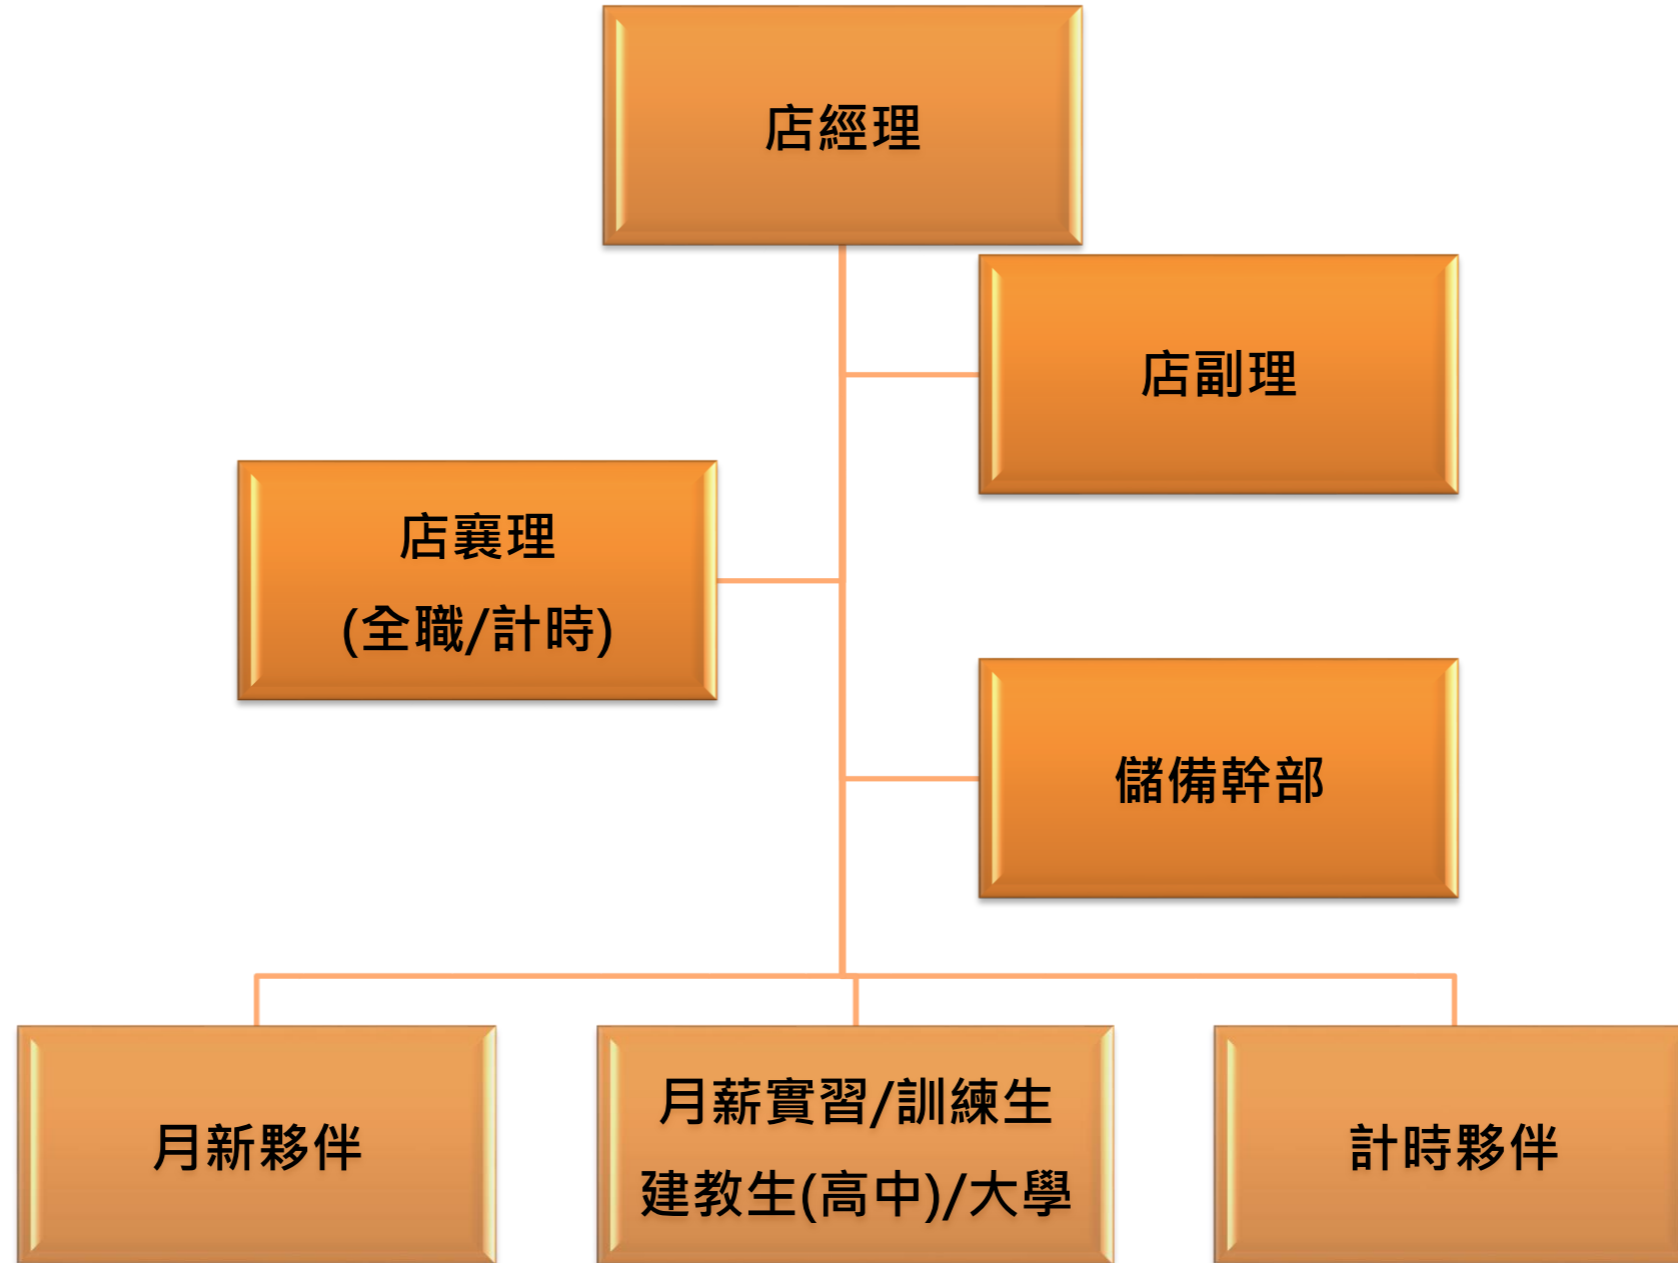 店經理
店副理
店襄理
(全職/計時)
儲備幹部
月新夥伴
月薪實習/訓練生
建教生(高中)/大學
計時夥伴